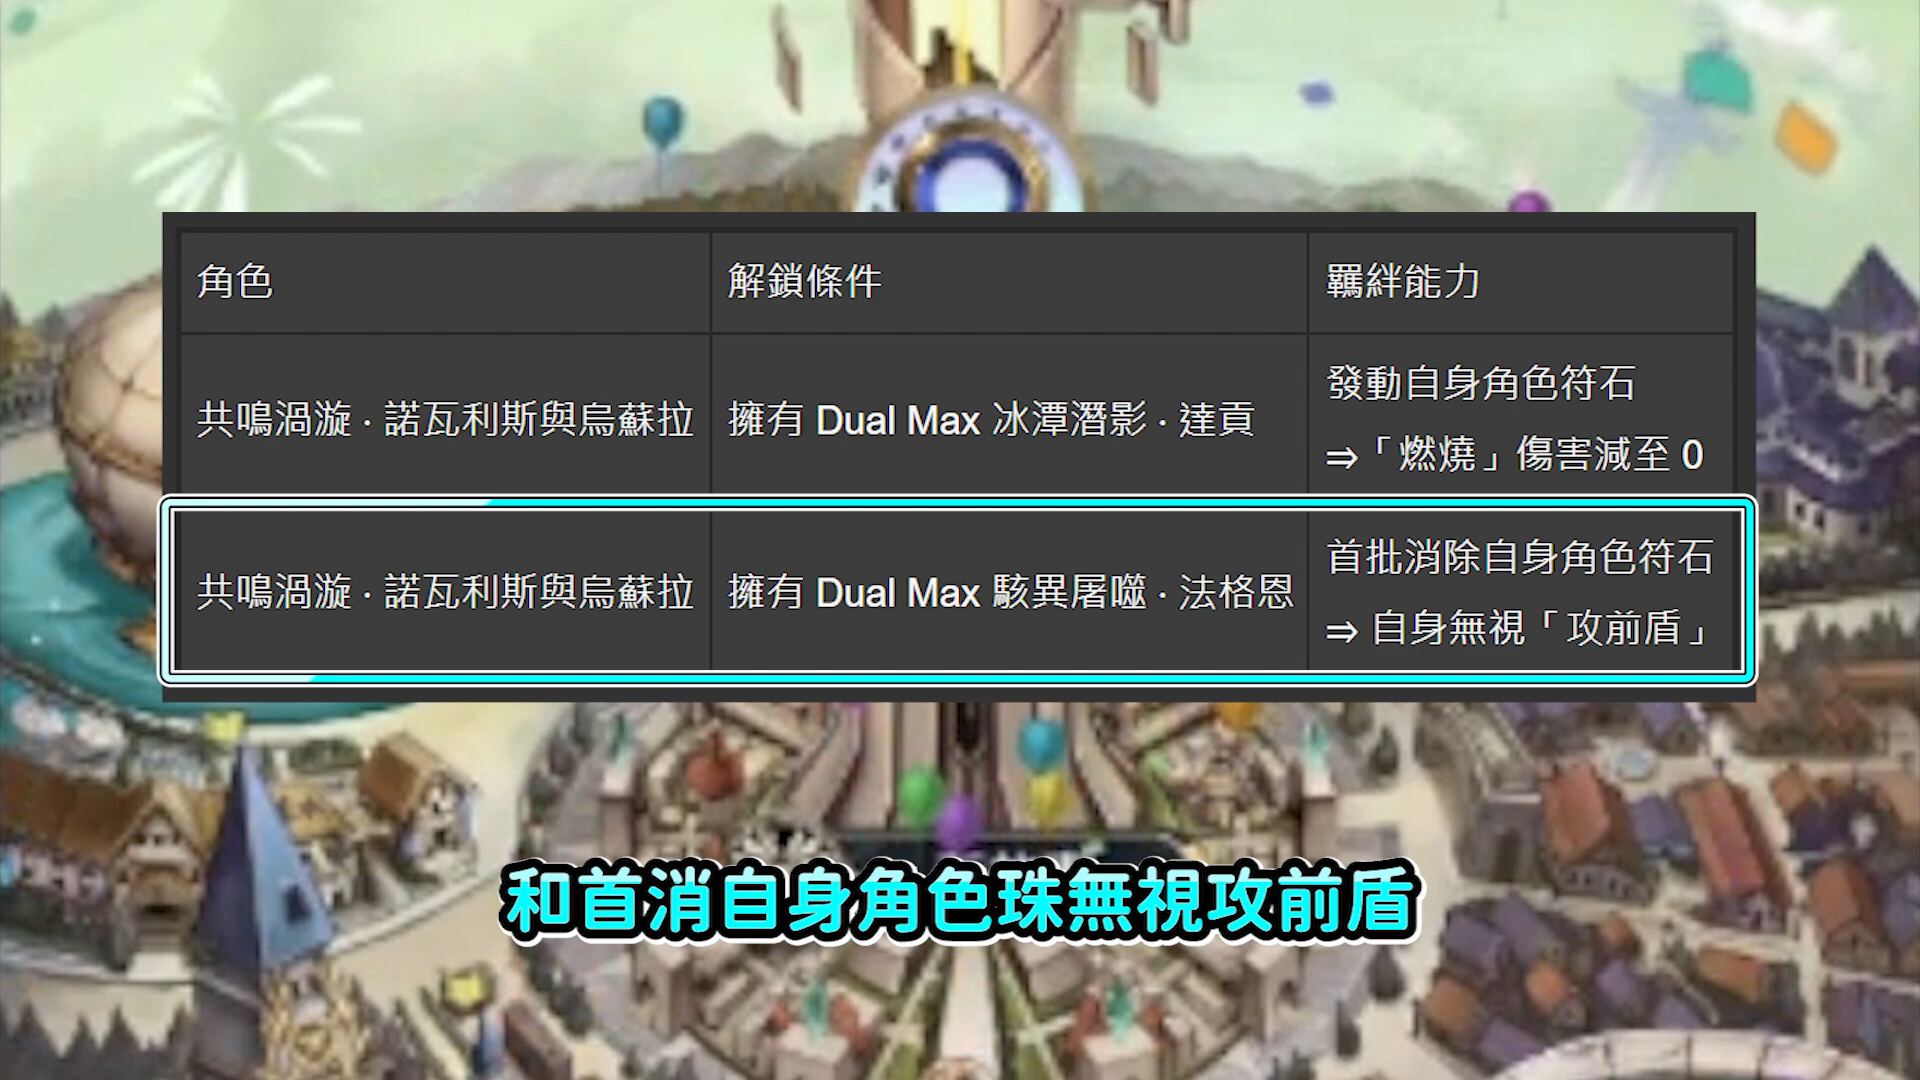 角色 解鎖條件 羈絆能力
共鳴渦漩 · 諾瓦利斯與烏蘇拉 擁有 Dual Max 冰潭潛影 · 達貢 發動自身角色符石
⇒「燃燒」傷害減至 0
共鳴渦漩 · 諾瓦利斯與烏蘇拉 擁有 Dual Max 駭異屠噬 · 法格恩 首批消除自身角色符石
⇒ 自身無視「攻前盾」
和首消自身角色珠無視攻前盾